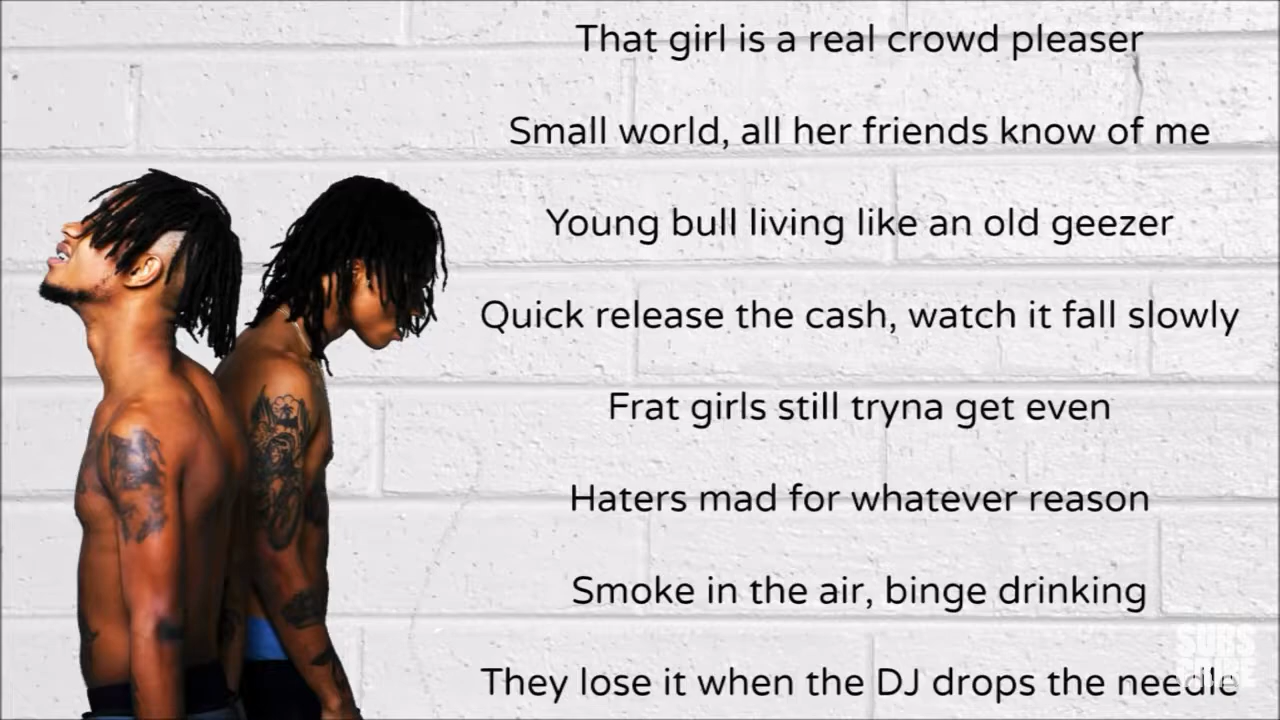 That girl is a real crowd pleaser
Small world, all her friends know of me
Young bull living like an old geezer
Quick release the cash, watch it fall slowly
Frat girls still tryna get even
Haters mad for whatever reason
Smoke in the air, binge drinking
They lose it when the DJ drops the needle
SUBS
CRIBE